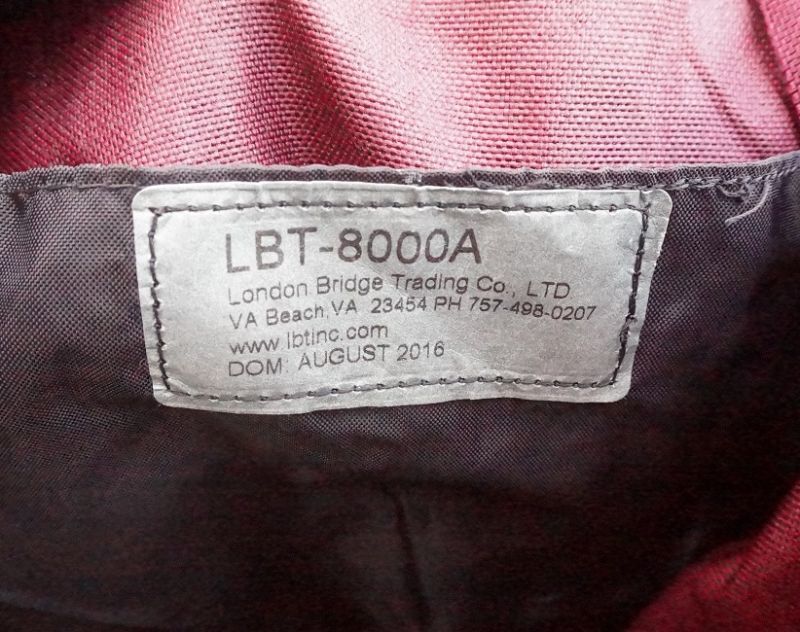 LBT-8000A
London Bridge Trading Co., LTD
VA Beach,VA 23454 PH 757-498-0207
www.lbtinc.com
DOM: AUGUST 2016